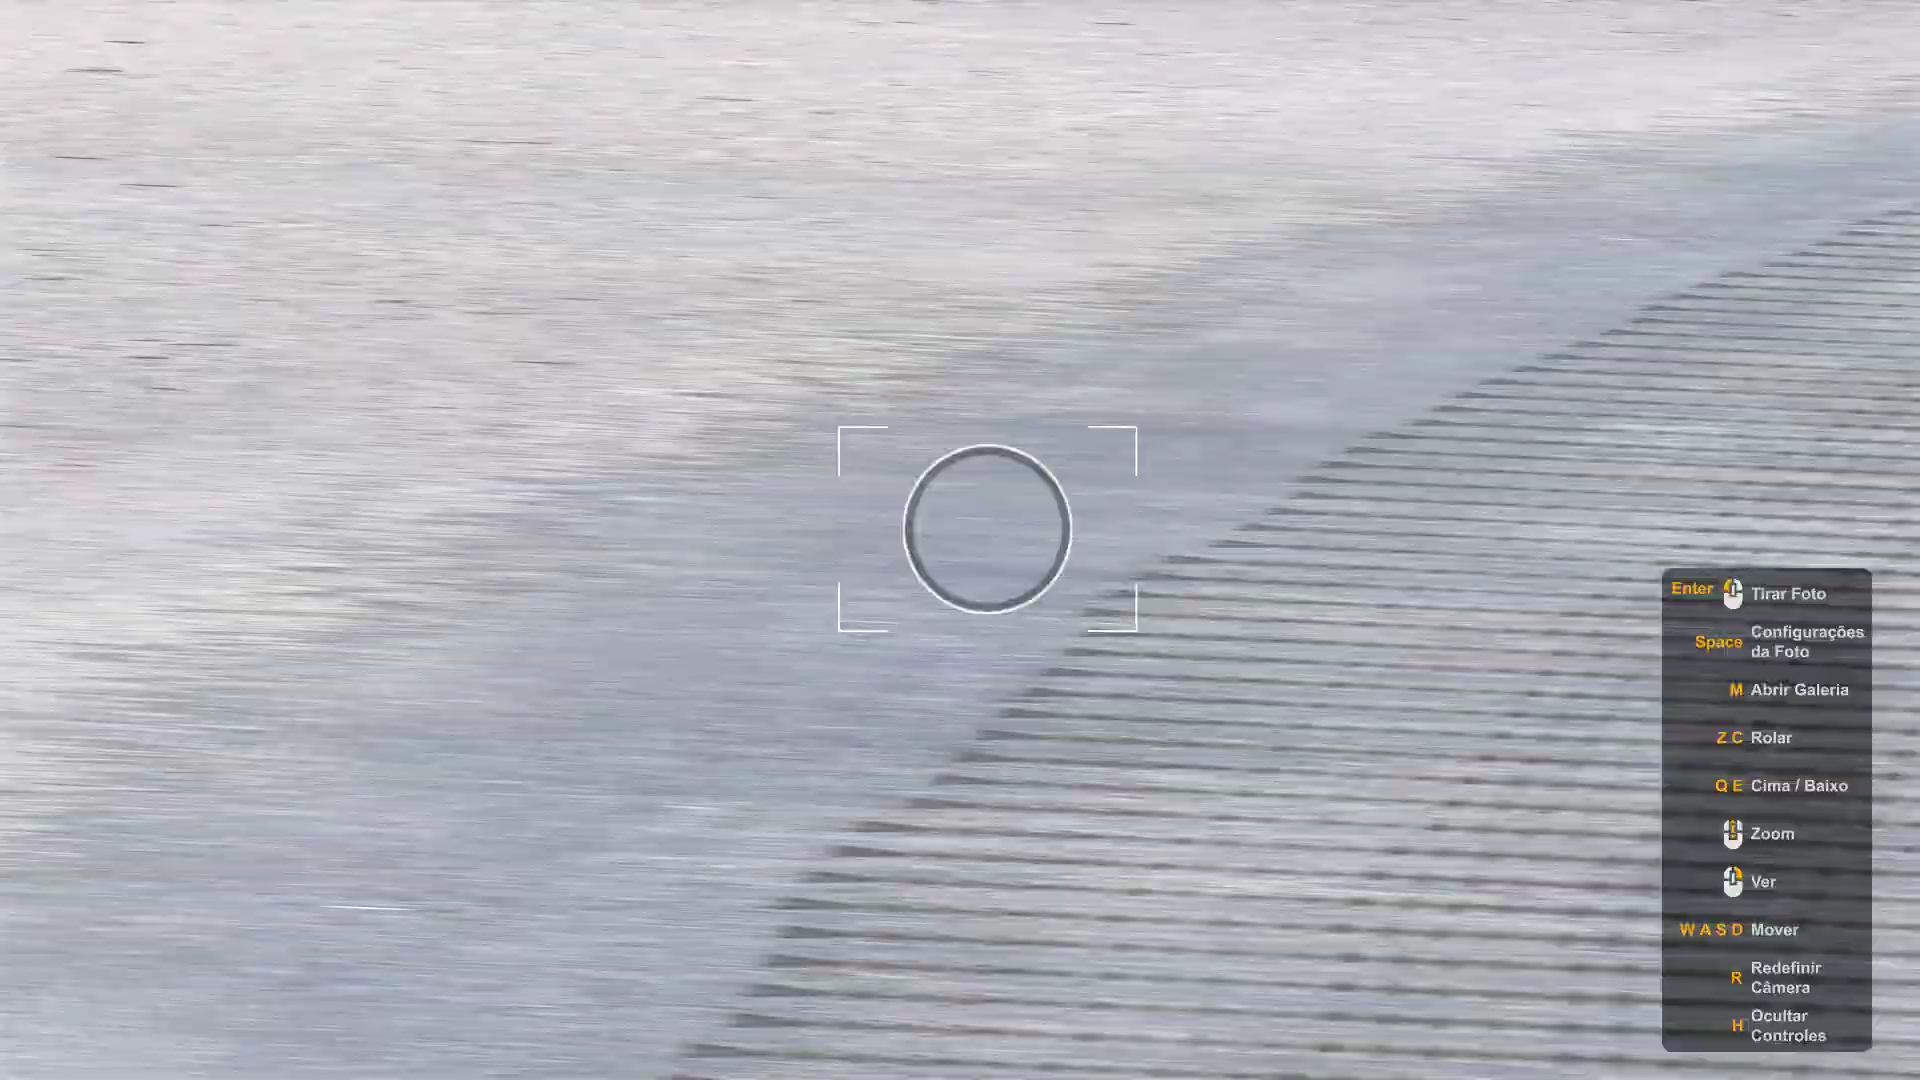 Enter Tirar Foto
Space Configurações
da Foto
M Abrir Galeria
Z C Rolar
Q E Cima / Baixo
Zoom
Ver
W A S D Mover
R Redefinir
Câmera
H Ocultar
Controles